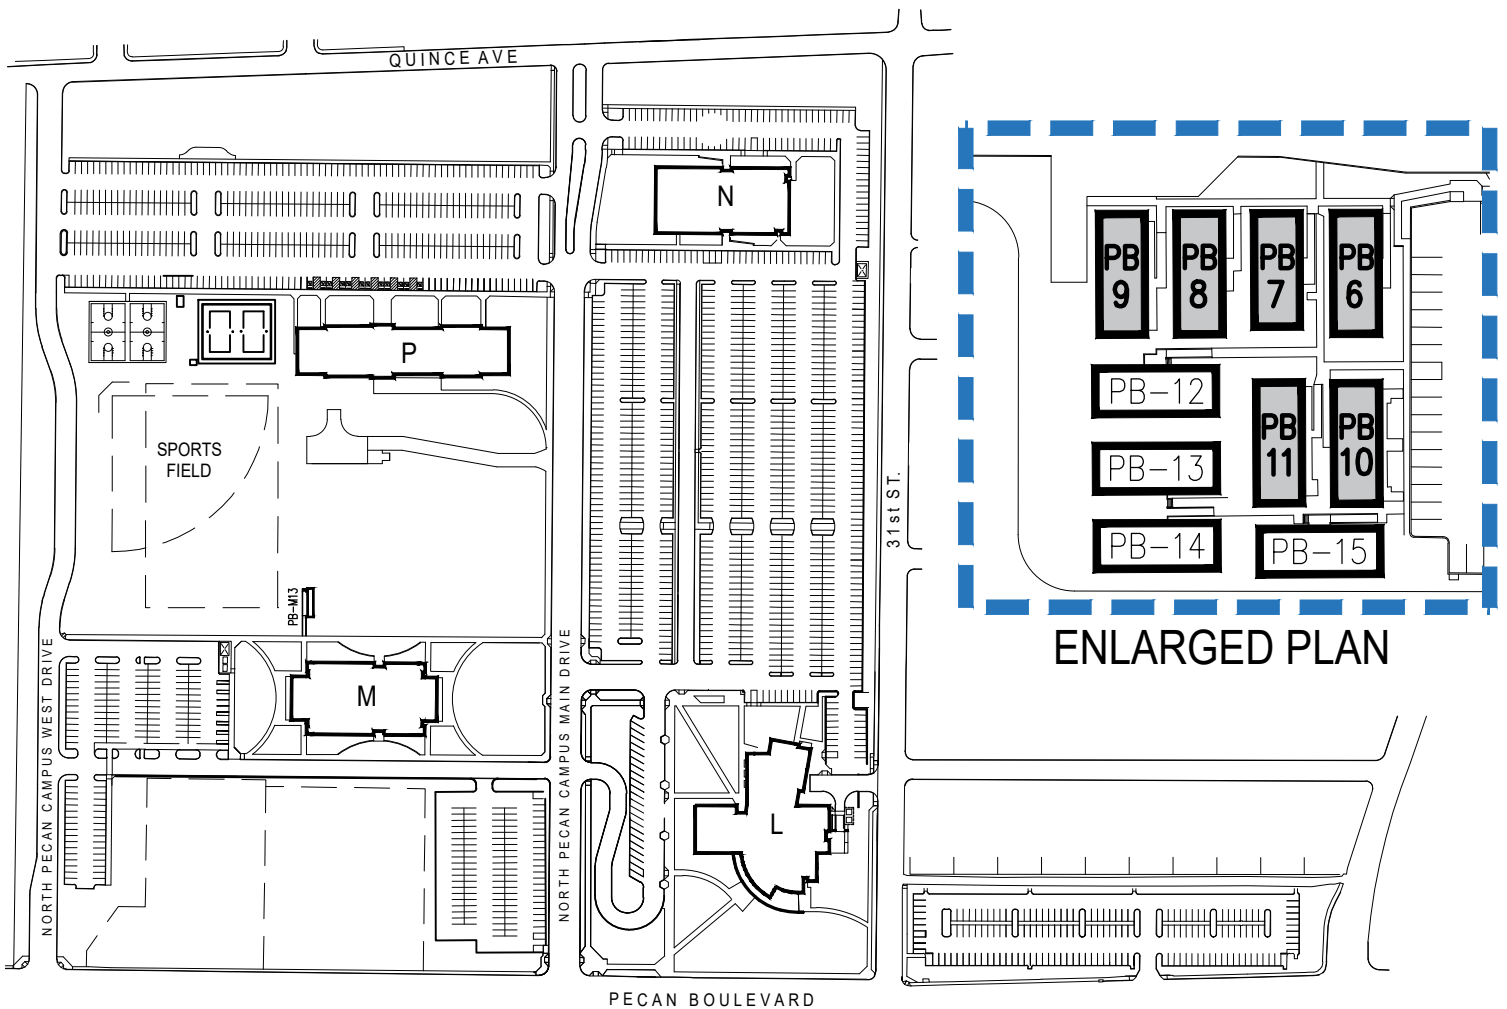 QUINCE AVE
N
P
SPORTS
FIELD
PB-M13
M
L
NORTH PECAN CAMPUS WEST DRIVE
NORTH PECAN CAMPUS MAIN DRIVE
31st ST.
PECAN BOULEVARD
PB
9
PB
8
PB
7
PB
6
PB-12
PB-13
PB-14
PB
11
PB
10
PB-15
ENLARGED PLAN